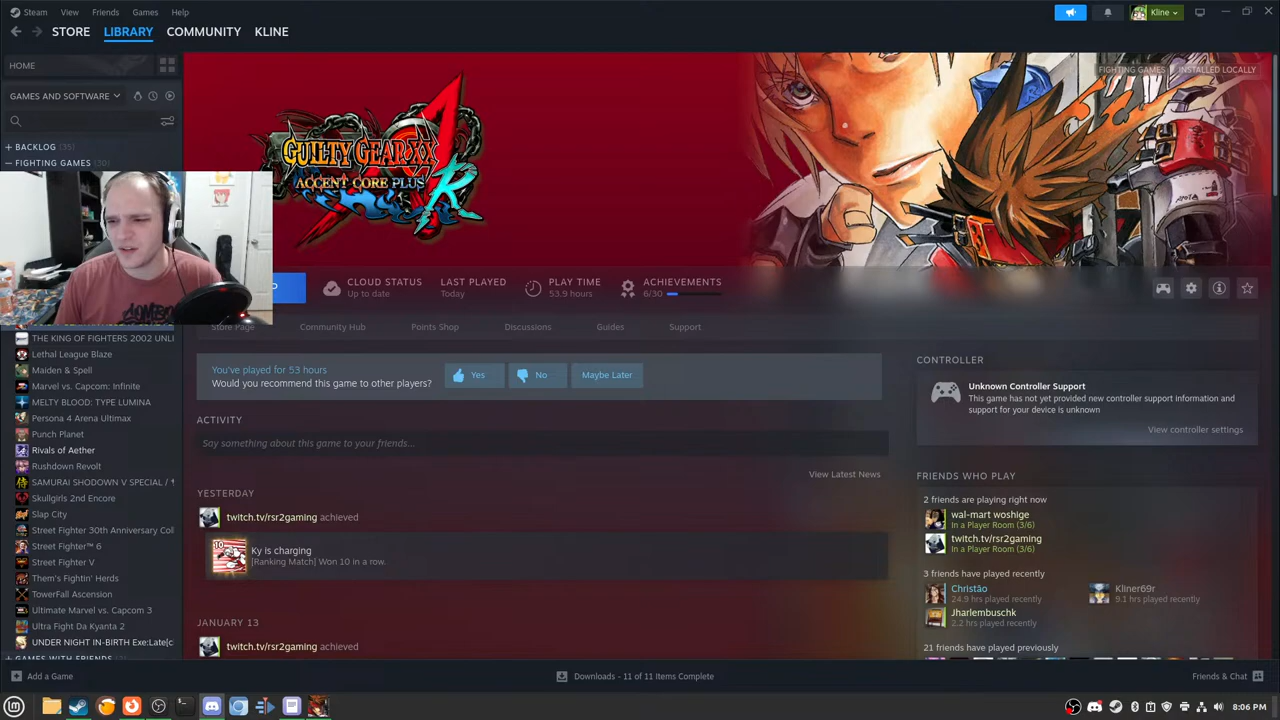 Steam View Friends Games Help
Kline
STORE LIBRARY COMMUNITY KLINE
HOME
GAMES AND SOFTWARE
BACKLOG (35)
FIGHTING GAMES (30)
FIGHTING GAMES INSTALLED LOCALLY
GUILTY GEAR XX
ACCENT CORE PLUS R
CLOUD STATUS
Up to date
LAST PLAYED
Today
PLAY TIME
53.9 hours
ACHIEVEMENTS
6/30
Store Page Community Hub Points Shop Discussions Guides Support
THE KING OF FIGHTERS 2002 UNLI
Lethal League Blaze
Maiden & Spell
Marvel vs. Capcom: Infinite
MELTY BLOOD: TYPE LUMINA
Persona 4 Arena Ultimax
Punch Planet
Rivals of Aether
Rushdown Revolt
SAMURAI SHODOWN V SPECIAL /
Skullgirls 2nd Encore
Slap City
Street Fighter 30th Anniversary Coll
Street Fighter™ 6
Street Fighter V
Them's Fightin' Herds
TowerFall Ascension
Ultimate Marvel vs. Capcom 3
Ultra Fight Da Kyanta 2
UNDER NIGHT IN-BIRTH Exe:Late[c
GAMES WITH FRIENDS
You've played for 53 hours
Would you recommend this game to other players?
Yes No Maybe Later
ACTIVITY
Say something about this game to your friends...
View Latest News
YESTERDAY
twitch.tv/rsr2gaming achieved
10
Ky is charging
[Ranking Match] Won 10 in a row.
JANUARY 13
twitch.tv/rsr2gaming achieved
CONTROLLER
Unknown Controller Support
This game has not yet provided new controller support information and
support for your device is unknown
View controller settings
FRIENDS WHO PLAY
2 friends are playing right now
wal-mart woshige
In a Player Room (3/6)
twitch.tv/rsr2gaming
In a Player Room (3/6)
3 friends have played recently
Christão
24.9 hrs played recently
Kliner69r
9.1 hrs played recently
Jharlembuschk
2.2 hrs played recently
21 friends have played previously
Add a Game
Downloads - 11 of 11 Items Complete
Friends & Chat
8:06 PM